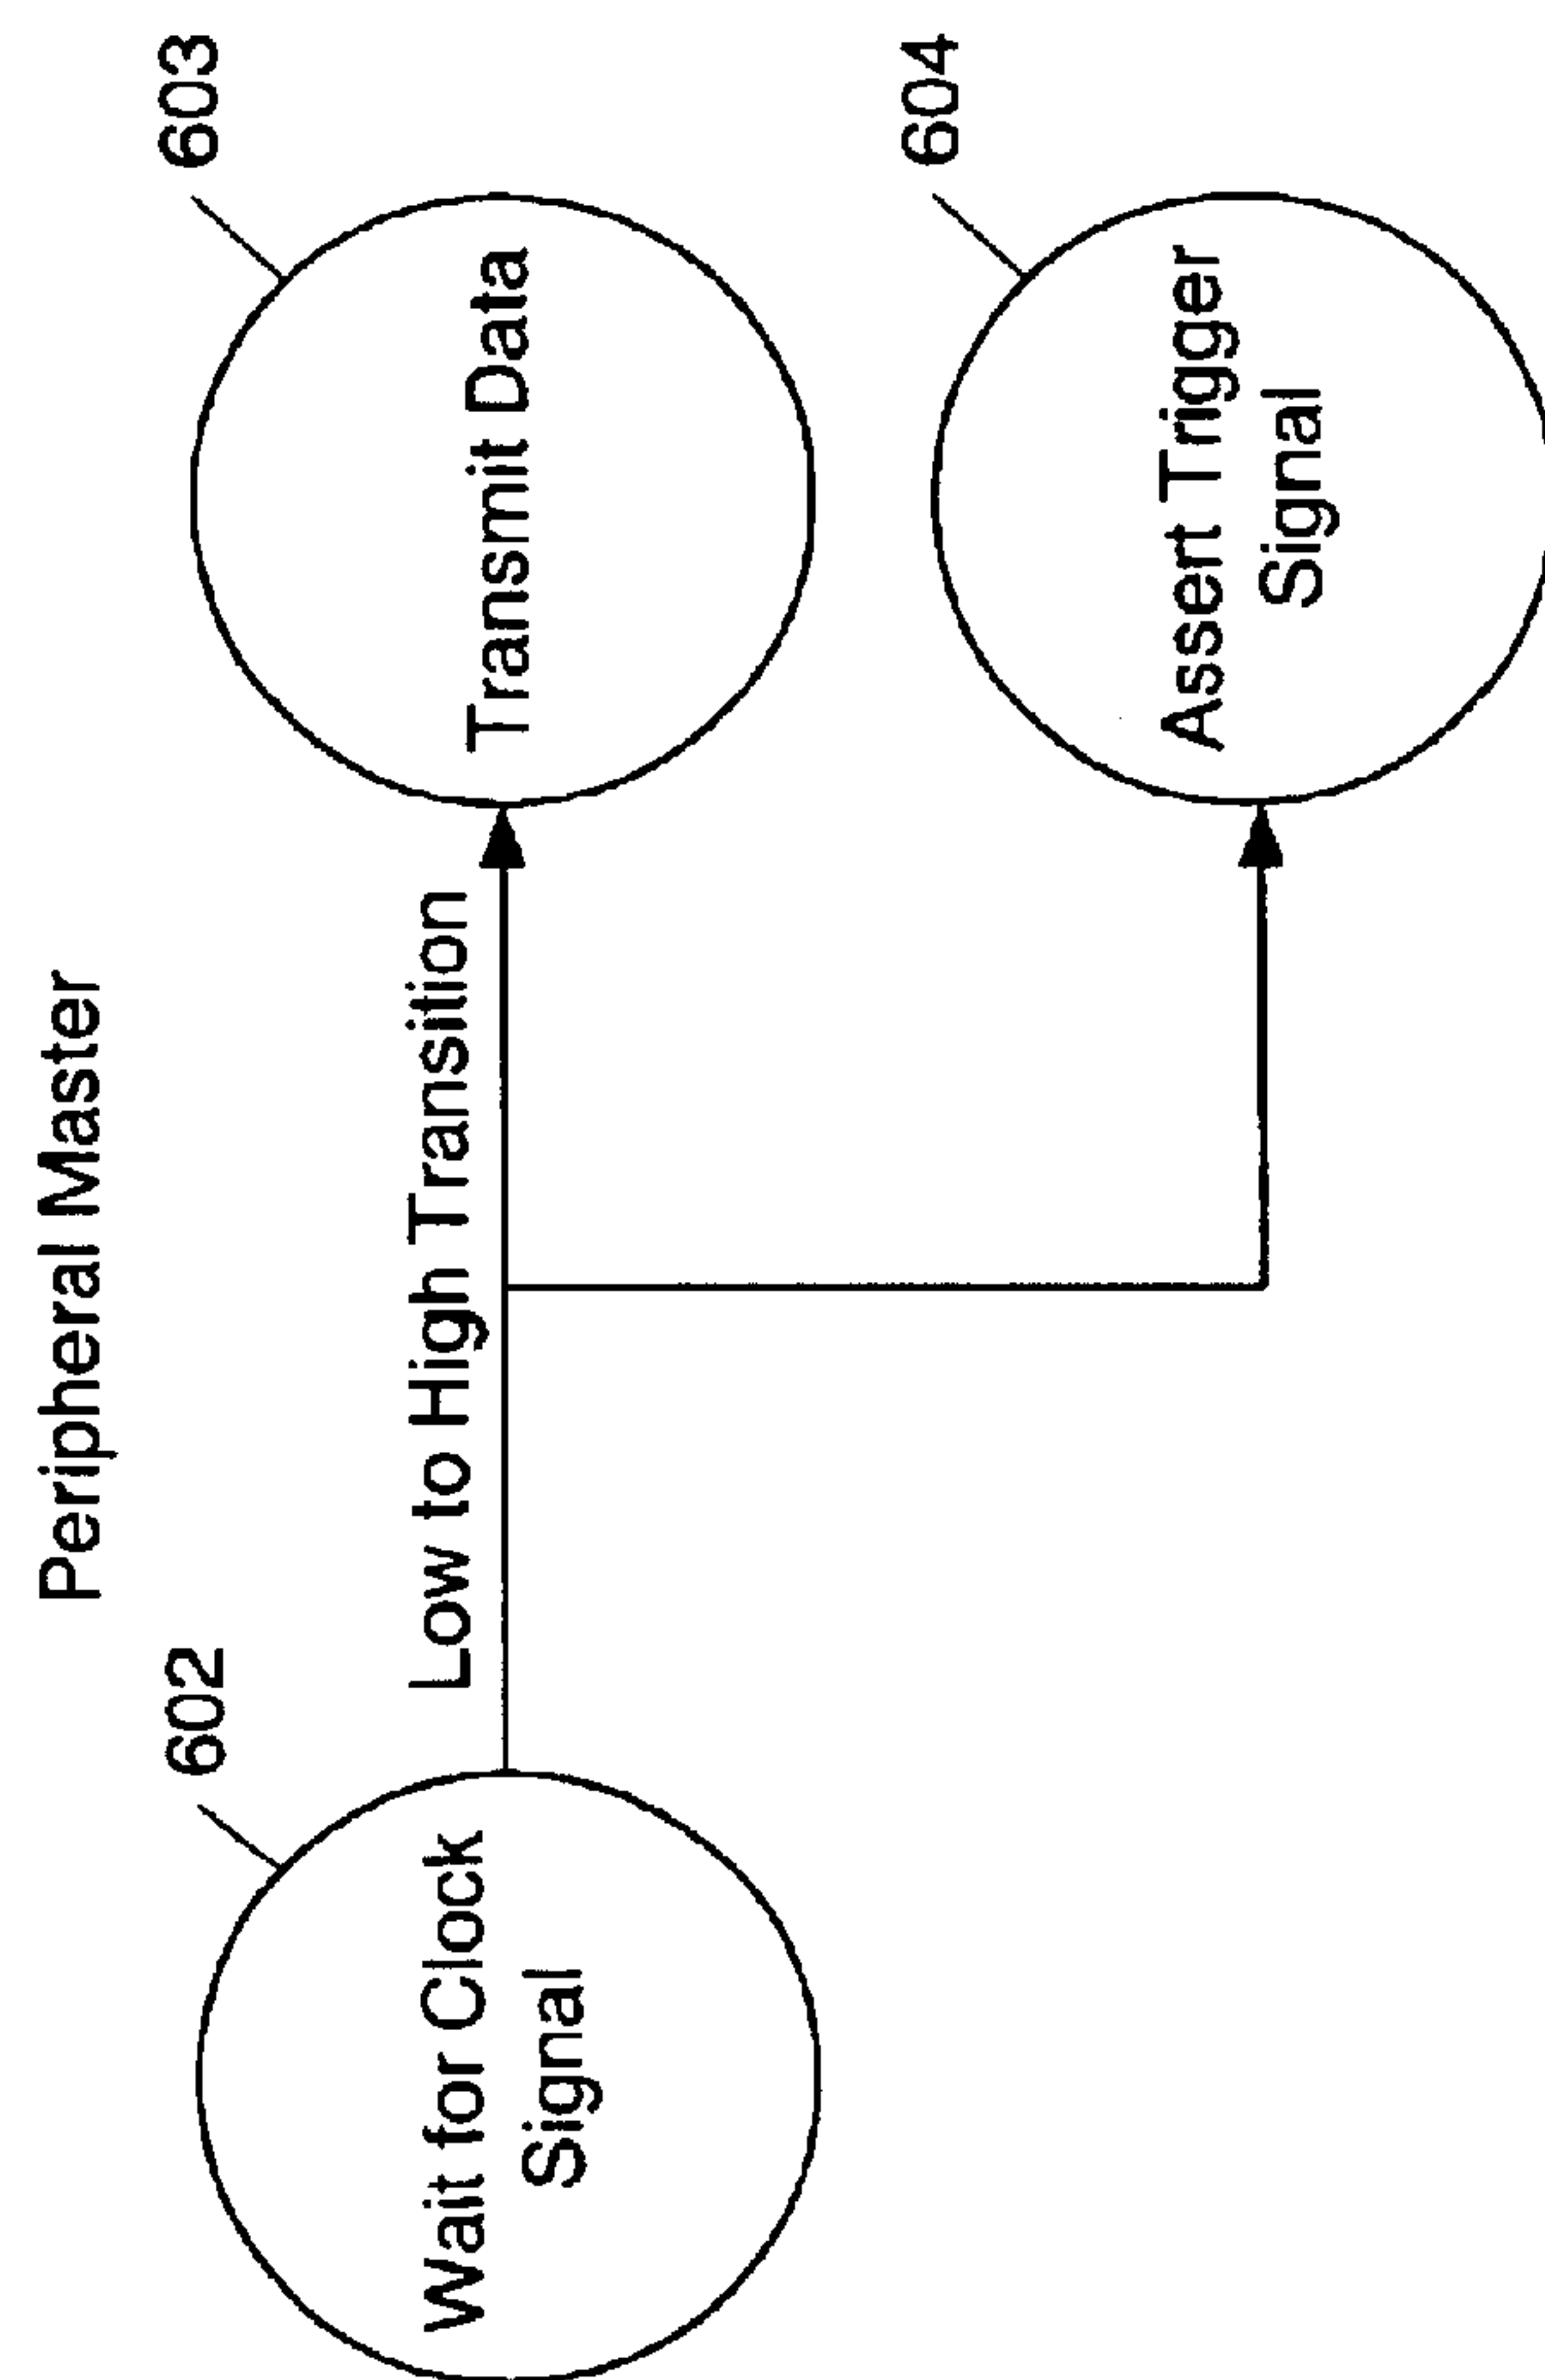 Peripheral Master
602
603
Wait for Clock
Signal
Low to High Transition
Transmit Data
604
Assert Trigger
Signal